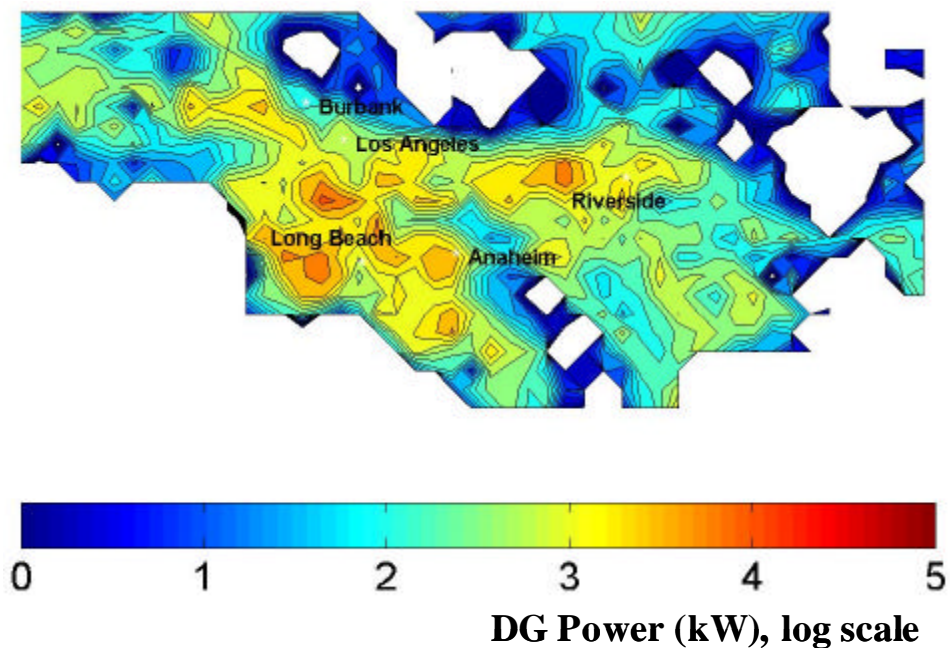 Burbank
Los Angeles
Riverside
Long Beach
Anaheim
0 1 2 3 4 5
DG Power (kW), log scale